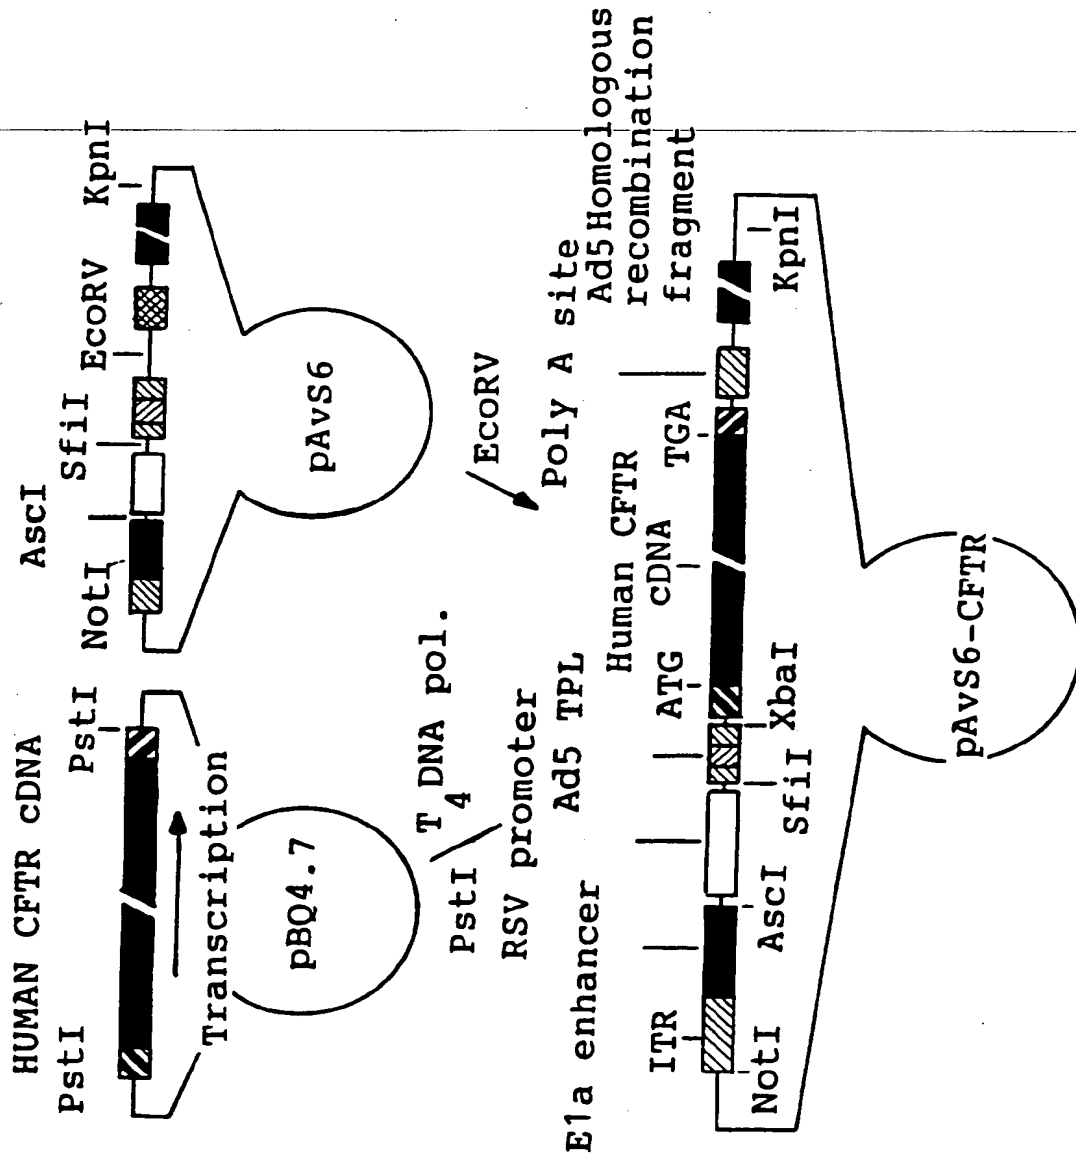 HUMAN CFTR cDNA
PstI
PstI
Transcription
pBQ4.7
AscI
NotI
SfiI
EcoRV
KpnI
pAvS6
PstI
T4 DNA pol.
EcoRV
E1a enhancer
RSV promoter
Ad5 TPL
Human CFTR
cDNA
Poly A site
Ad5 Homologous
recombination
fragment
ITR
ATG
TGA
NotI
AscI
SfiI
XbaI
KpnI
pAvS6-CFTR